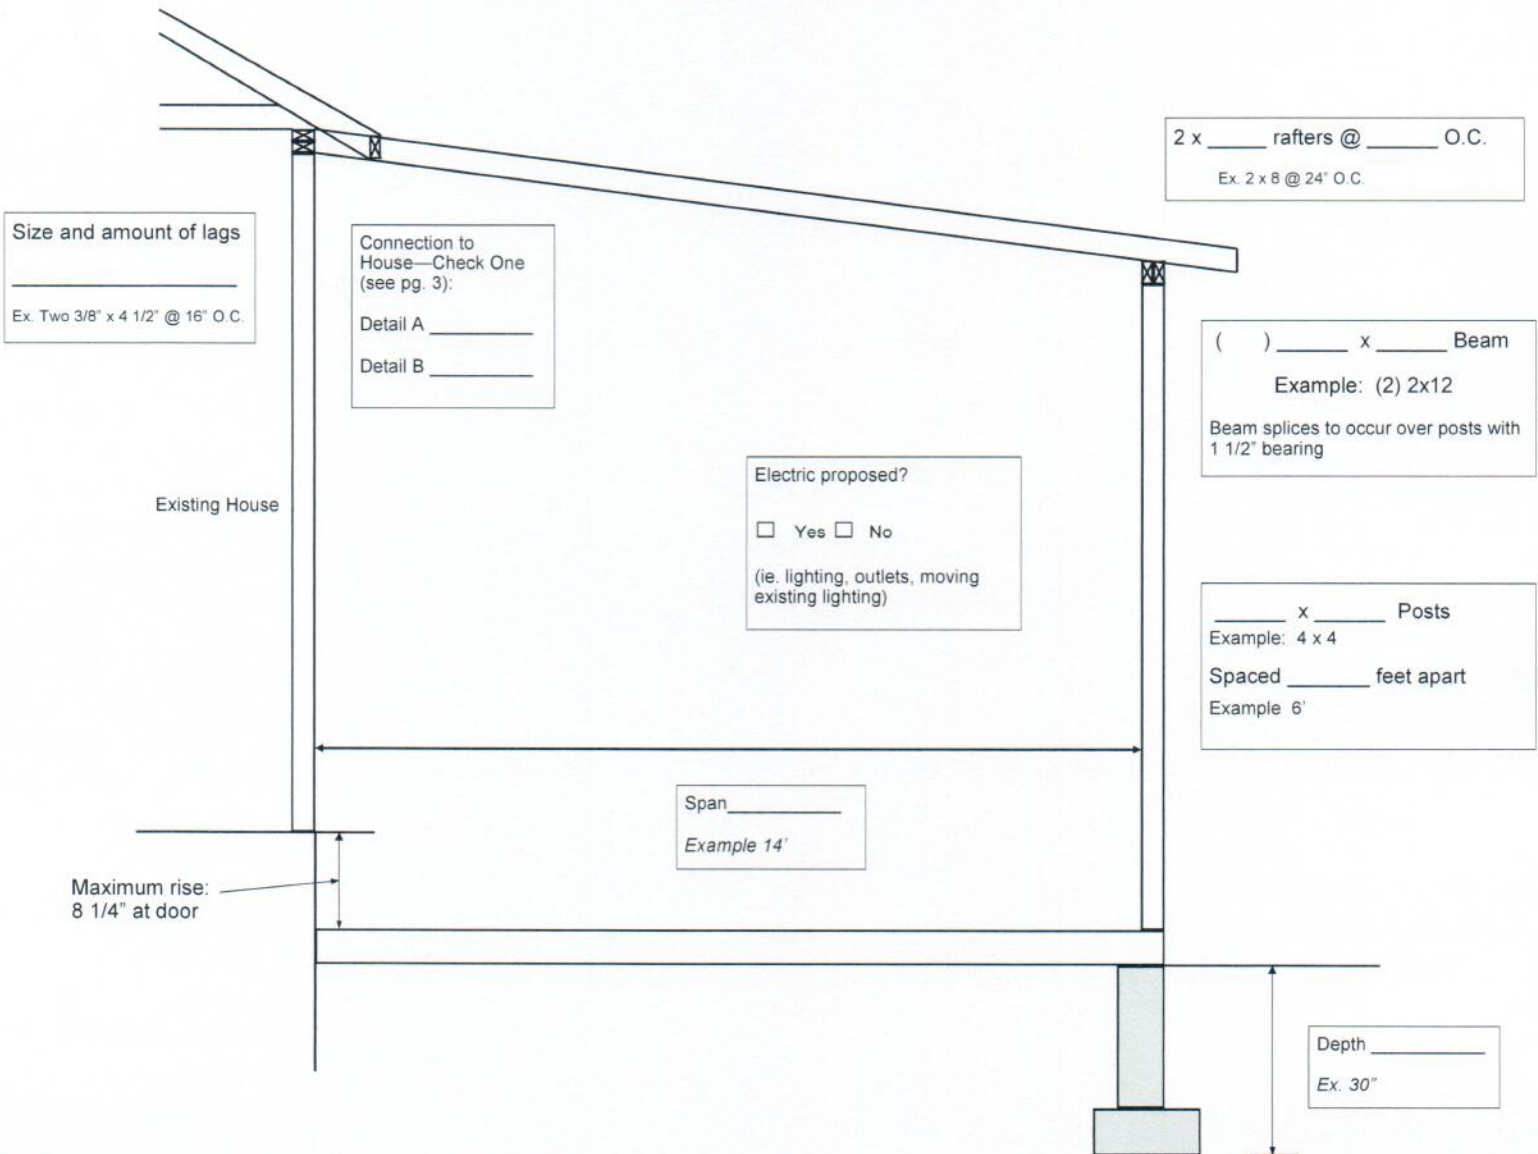 2 x _____ rafters @ ______ O.C.
Ex. 2 x 8 @ 24" O.C.
Size and amount of lags
____________________
Ex. Two 3/8" x 4 1/2" @ 16" O.C.
Connection to
House—Check One
(see pg. 3):
Detail A __________
Detail B __________
( ) ______ x ______ Beam
Example: (2) 2x12
Beam splices to occur over posts with
1 1/2" bearing
Existing House
Electric proposed?
☐ Yes ☐ No
(ie. lighting, outlets, moving
existing lighting)
______ x ______ Posts
Example: 4 x 4
Spaced _______ feet apart
Example 6'
Span__________
Example 14'
Maximum rise:
8 1/4" at door
Depth __________
Ex. 30"